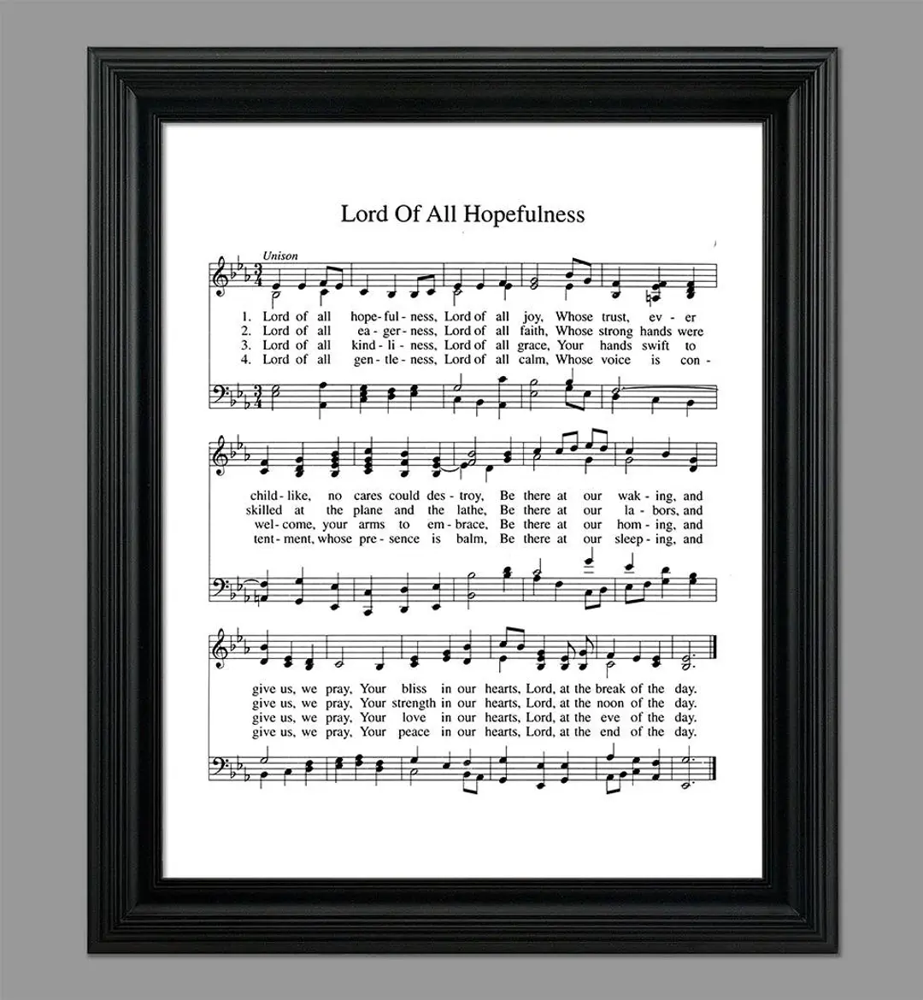 Lord Of All Hopefulness
Unison
1. Lord of all hope-ful-ness, Lord of all joy, Whose trust, ev-er
2. Lord of all ea-ger-ness, Lord of all faith, Whose strong hands were
3. Lord of all kind-li-ness, Lord of all grace, Your hands swift to
4. Lord of all gen-tle-ness, Lord of all calm, Whose voice is con-
child-like, no cares could des-troy, Be there at our wak-ing, and
skilled at the plane and the lathe, Be there at our la-bors, and
wel-come, your arms to em-brace, Be there at our hom-ing, and
tent-ment, whose pre-sence is balm, Be there at our sleep-ing, and
give us, we pray, Your bliss in our hearts, Lord, at the break of the day.
give us, we pray, Your strength in our hearts, Lord, at the noon of the day.
give us, we pray, Your love in our hearts, Lord, at the eve of the day.
give us, we pray, Your peace in our hearts, Lord, at the end of the day.